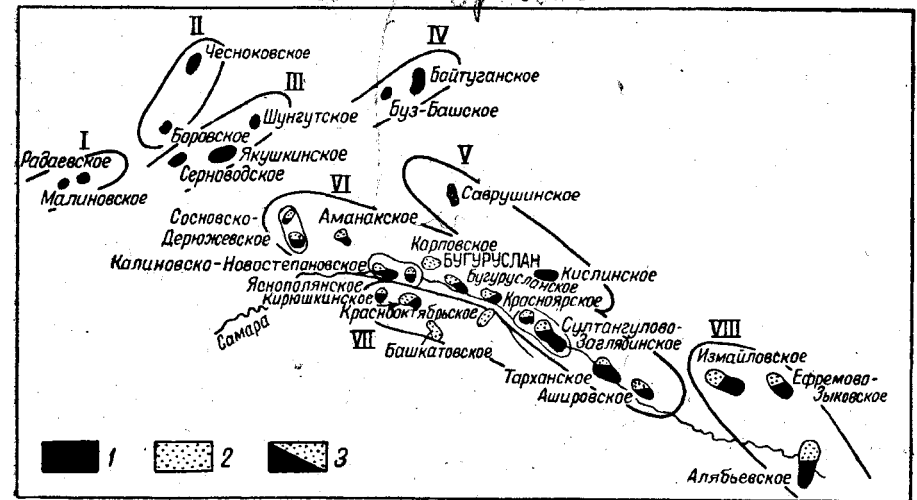 II
Чесноковское
IV
Байтуганское
III
Шунгутское
Буз-Башское
I
Боровское
Радаевское
Якушкинское
Серноводское
Малиновское
V
Саврушинское
VI
Сосновско-
Дерюжевское
Аманакское
Карповское
БУГУРУСЛАН
Калиновско-Новостепановское
Бугурусланское
Кислинское
Яснополянское
Кирюшкинское
Красноярское
Краснооктябрьское
Султангулово-
Заглядинское
Самара
VII
Башкатовское
VIII
Измайловское
Тарханское
Ефремово-
Зыковское
Ашировское
Алябьевское
1 2 3